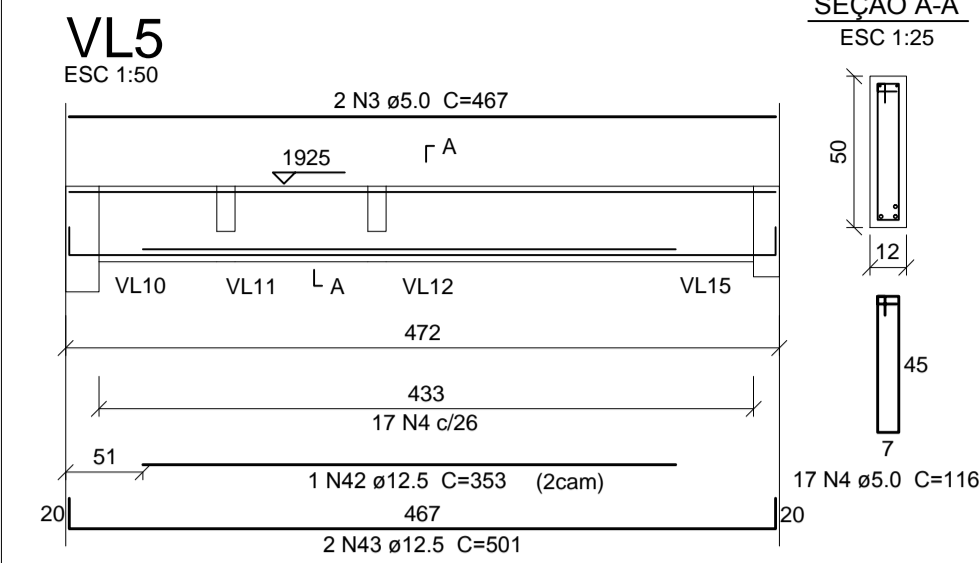 VL5
ESC 1:50
SEÇÃO A-A
ESC 1:25
2 N3 ø5.0 C=467
A
1925
50
12
VL10
VL11
A
VL12
VL15
472
45
433
17 N4 c/26
7
51
1 N42 ø12.5 C=353 (2cam)
17 N4 ø5.0 C=116
20
467
20
2 N43 ø12.5 C=501